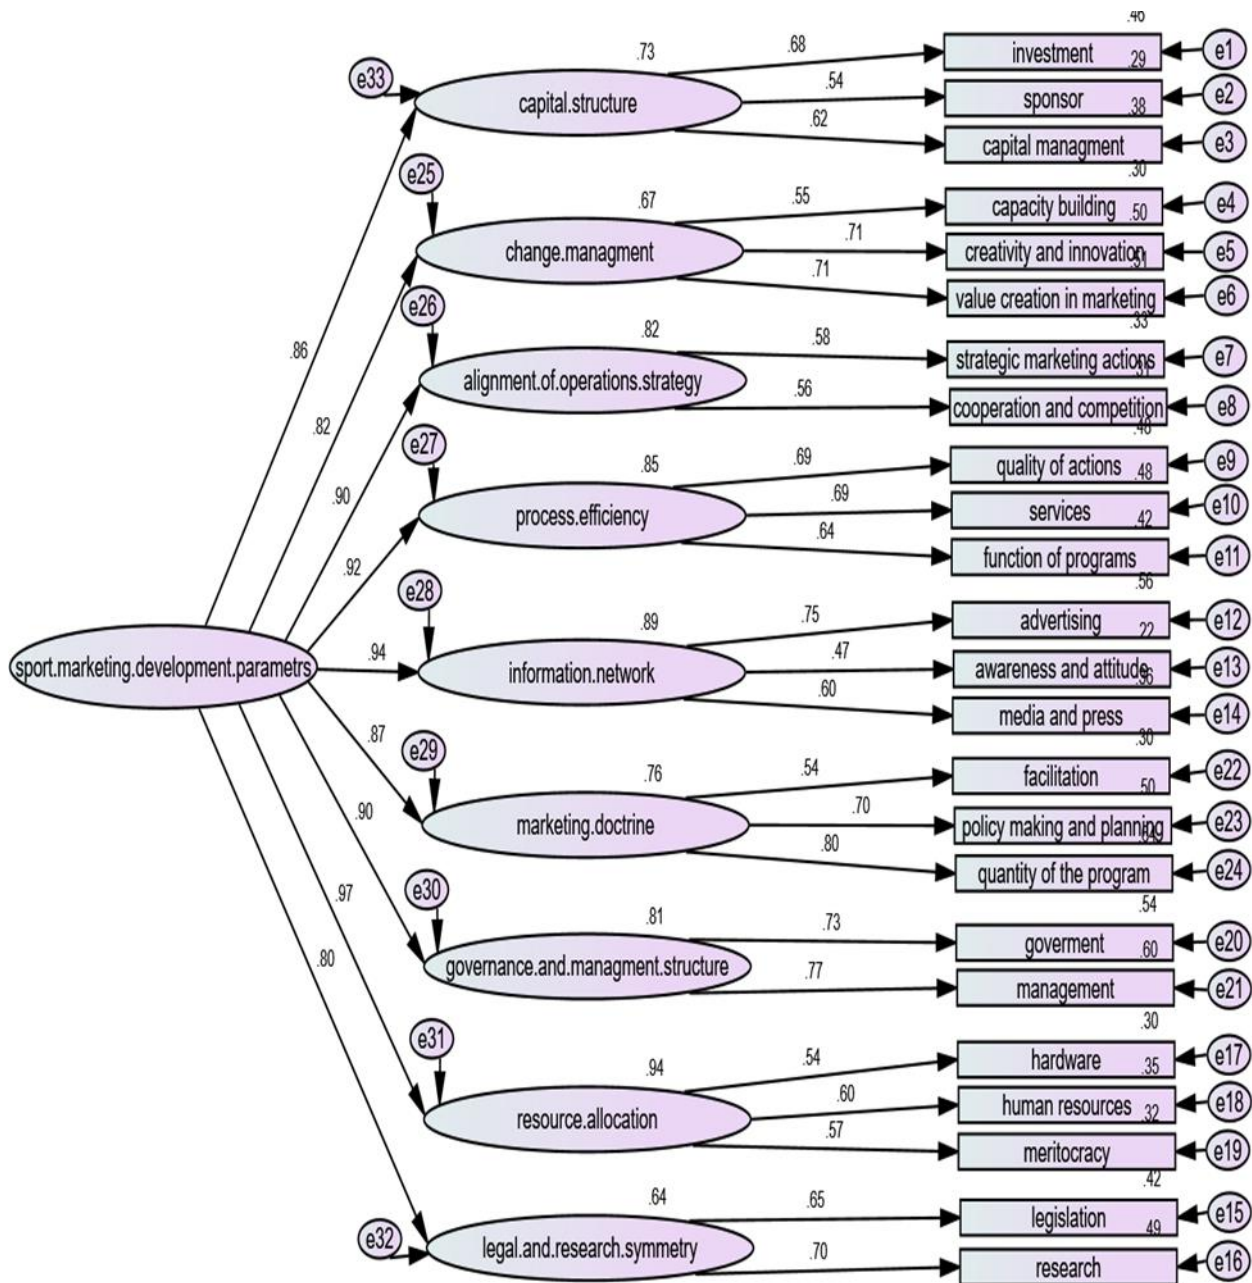 .46
.73 .68 investment e1
e33 .29
capital.structure .54 sponsor e2
.38
.62 capital managment e3
e25 .30
.67 .55 capacity building e4
.50
change.managment .71 creativity and innovation e5
.51
e26 .71 value creation in marketing e6
.33
.86 .82 .58 strategic marketing actions e7
.31
alignment.of.operations.strategy .56 cooperation and competition e8
.82 .48
e27 .85 .69 quality of actions e9
.48
.90 process.efficiency .69 services e10
.42
.92 .64 function of programs e11
e28 .56
.89 .75 advertising e12
.22
sport.marketing.development.parametrs .94 information.network .47 awareness and attitude e13
.36
.60 media and press e14
.87 e29 .30
.76 .54 facilitation e22
.50
.90 marketing.doctrine .70 policy making and planning e23
.64
.80 quantity of the program e24
.97 e30 .54
.81 .73 goverment e20
.60
.80 governance.and.managment.structure .77 management e21
e31 .30
.94 .54 hardware e17
.35
resource.allocation .60 human resources e18
.32
.57 meritocracy e19
.42
.64 .65 legislation e15
e32 .49
legal.and.research.symmetry .70 research e16